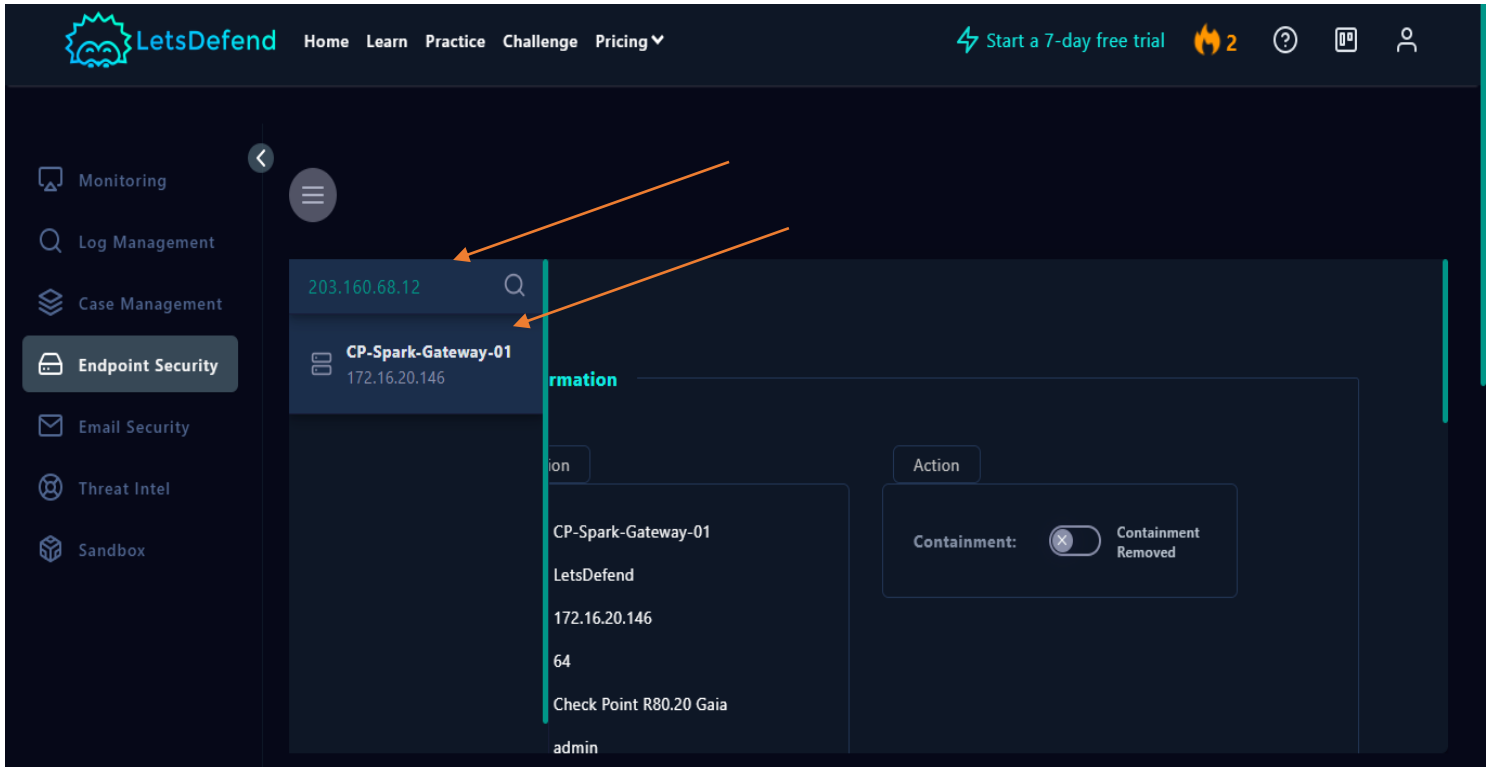 LetsDefend Home Learn Practice Challenge Pricing Start a 7-day free trial 2
Monitoring
Log Management
Case Management
Endpoint Security
Email Security
Threat Intel
Sandbox
203.160.68.12
CP-Spark-Gateway-01
172.16.20.146
rmation
ion
CP-Spark-Gateway-01
LetsDefend
172.16.20.146
64
Check Point R80.20 Gaia
admin
Action
Containment:
Containment
Removed